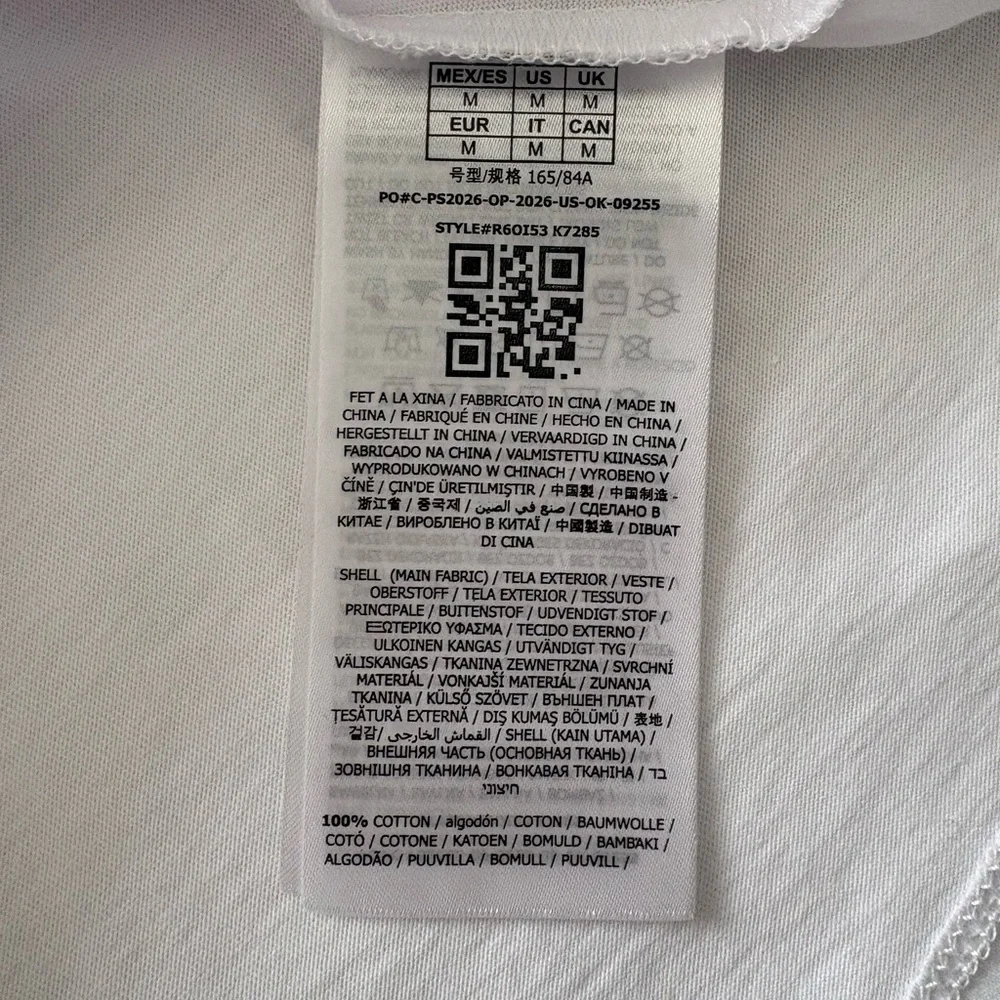 MEX/ES US UK
M M M
EUR IT CAN
M M M
号型/规格 165/84A
PO#C-PS2026-OP-2026-US-OK-09255
STYLE#R6OI53 K7285
FET A LA XINA / FABBRICATO IN CINA / MADE IN
CHINA / FABRIQUÉ EN CHINE / HECHO EN CHINA /
HERGESTELLT IN CHINA / VERVAARDIGD IN CHINA /
FABRICADO NA CHINA / VALMISTETTU KIINASSA /
WYPRODUKOWANO W CHINACH / VYROBENO V
ČÍNĚ / ÇIN'DE ÜRETILMIŞTIR / 中国製 / 中国制造 -
浙江省 / 중국제 / صنع في الصين / СДЕЛАНО В
КИТАЕ / ВИРОБЛЕНО В КИТАЇ / 中國製造 / DIBUAT
DI CINA
SHELL (MAIN FABRIC) / TELA EXTERIOR / VESTE /
OBERSTOFF / TELA EXTERIOR / TESSUTO
PRINCIPALE / BUITENSTOF / UDVENDIGT STOF /
ΕΞΩΤΕΡΙΚΟ ΥΦΑΣΜΑ / TECIDO EXTERNO /
ULKOINEN KANGAS / UTVÄNDIGT TYG /
VÄLISKANGAS / TKANINA ZEWNETRZNA / SVRCHNÍ
MATERIÁL / VONKAJŠÍ MATERIÁL / ZUNANJA
TKANINA / KÜLSŐ SZÖVET / ВЪНШЕН ПЛАТ /
ȚESĂTURĂ EXTERNĂ / DIŞ KUMAŞ BÖLÜMÜ / 表地 /
겉감/ القماش الخارجى / SHELL (KAIN UTAMA) /
ВНЕШНЯЯ ЧАСТЬ (ОСНОВНАЯ ТКАНЬ) /
ЗОВНІШНЯ ТКАНИНА / ВОНКАВАЯ ТКАНІНА / בד
חיצוני
100% COTTON / algodón / COTON / BAUMWOLLE /
COTÓ / COTONE / KATOEN / BOMULD / ΒΑΜΒΑΚΙ /
ALGODÃO / PUUVILLA / BOMULL / PUUVILL /